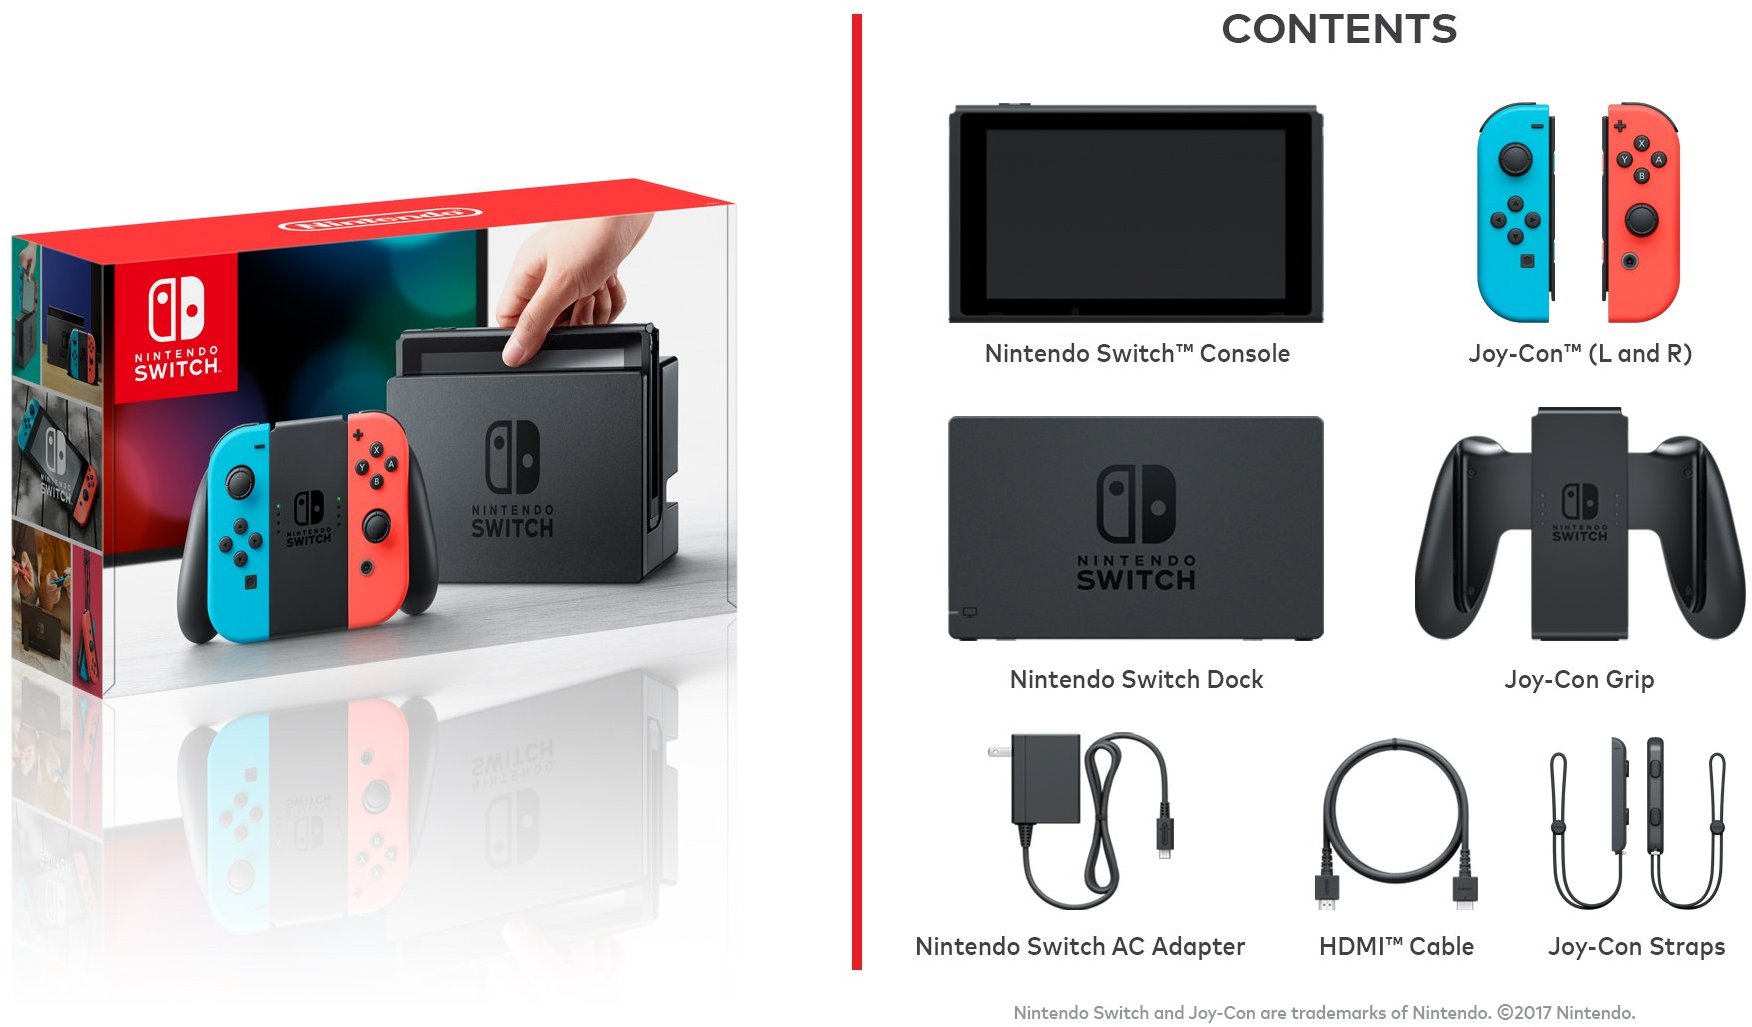 Nintendo
NINTENDO
SWITCH™
NINTENDO
SWITCH
NINTENDO
SWITCH
X
Y
A
B
SWITCH
CONTENTS
X
Y
A
B
Nintendo Switch™ Console
Joy-Con™ (L and R)
NINTENDO
SWITCH
NINTENDO
SWITCH
Nintendo Switch Dock
Joy-Con Grip
Nintendo Switch AC Adapter
HDMI™ Cable
Joy-Con Straps
Nintendo Switch and Joy-Con are trademarks of Nintendo. ©2017 Nintendo.